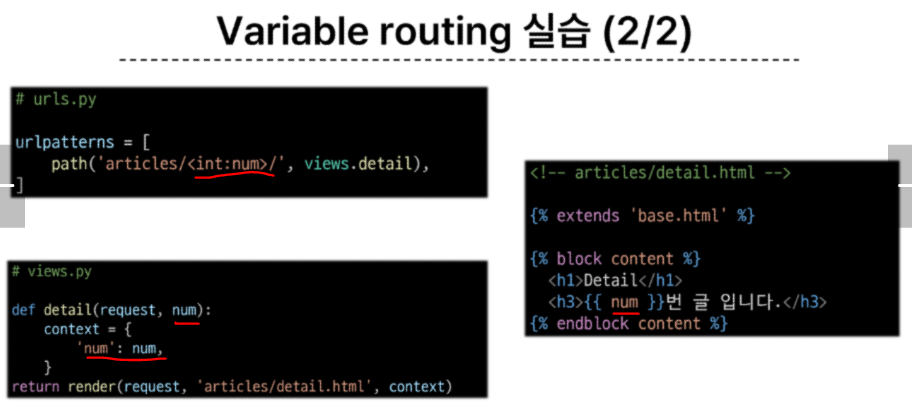 Variable routing 실습 (2/2)
# urls.py
urlpatterns = [
    path('articles/<int:num>/', views.detail),
]
# views.py
def detail(request, num):
    context = {
        'num': num,
    }
return render(request, 'articles/detail.html', context)
<!-- articles/detail.html -->
{% extends 'base.html' %}
{% block content %}
  <h1>Detail</h1>
  <h3>{{ num }}번 글 입니다.</h3>
{% endblock content %}